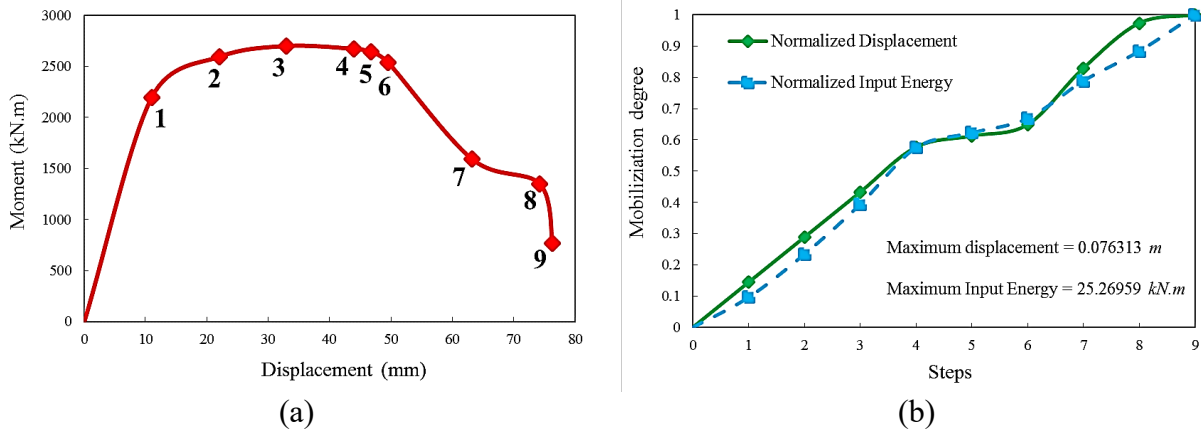 (a)
Moment (kN.m)
3000
2500
2000
1500
1000
500
0
1
2
3
4
5
6
7
8
9
0 10 20 30 40 50 60 70 80
Displacement (mm)
(b)
Mobiliziation degree
1
0.9
0.8
0.7
0.6
0.5
0.4
0.3
0.2
0.1
0
Normalized Displacement
Normalized Input Energy
Maximum displacement = 0.076313 m
Maximum Input Energy = 25.26959 kN.m
0 1 2 3 4 5 6 7 8 9
Steps
(a)
(b)